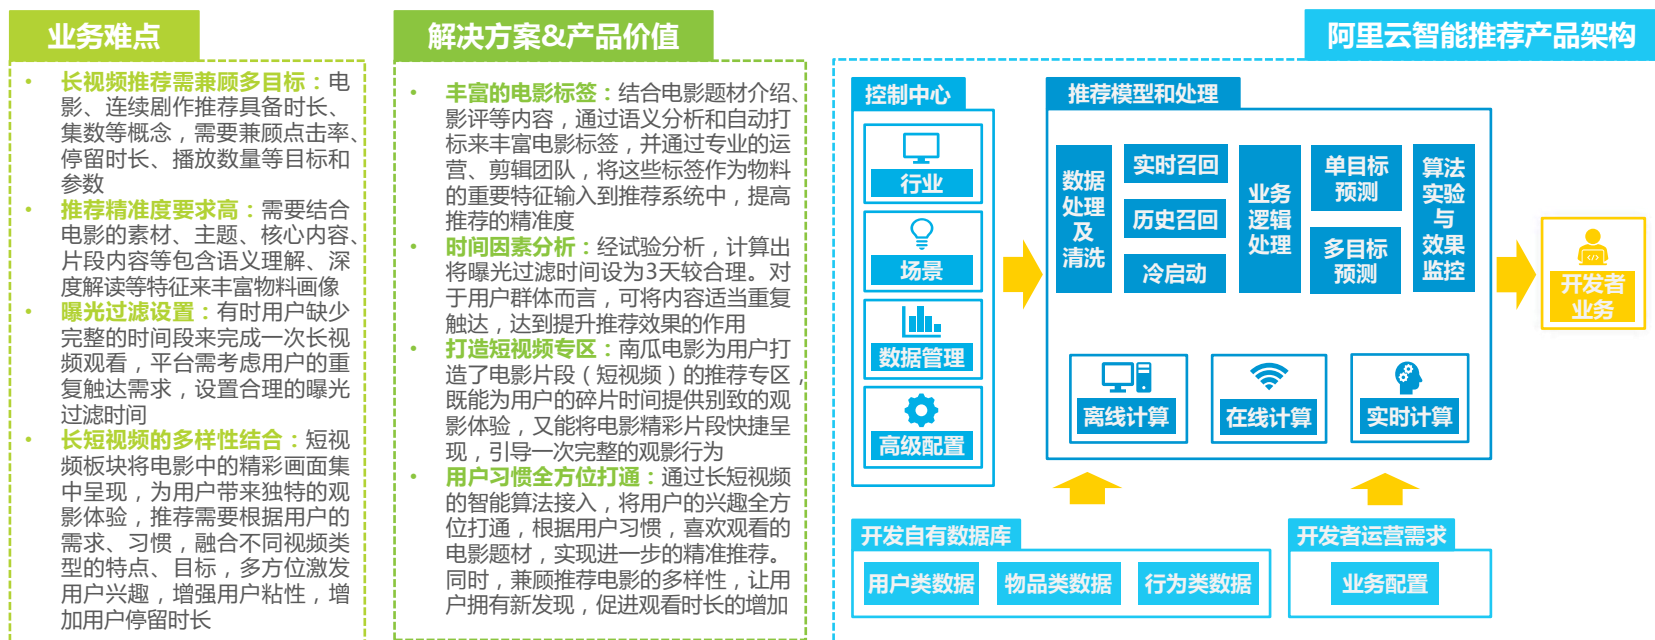 业务难点
• 长视频推荐需兼顾多目标：电
影、连续剧作推荐具备时长、
集数等概念，需要兼顾点击率、
停留时长、播放数量等目标和
参数
• 推荐精准度要求高：需要结合
电影的素材、主题、核心内容、
片段内容等包含语义理解、深
度解读等特征来丰富物料画像
• 曝光过滤设置：有时用户缺少
完整的时间段来完成一次长视
频观看，平台需考虑用户的重
复触达需求，设置合理的曝光
过滤时间
• 长短视频的多样性结合：短视
频板块将电影中的精彩画面集
中呈现，为用户带来独特的观
影体验，推荐需要根据用户的
需求、习惯，融合不同视频类
型的特点、目标，多方位激发
用户兴趣，增强用户粘性，增
加用户停留时长
解决方案&产品价值
• 丰富的电影标签：结合电影题材介绍、
影评等内容，通过语义分析和自动打
标来丰富电影标签，并通过专业的运
营、剪辑团队，将这些标签作为物料
的重要特征输入到推荐系统中，提高
推荐的精准度
• 时间因素分析：经试验分析，计算出
将曝光过滤时间设为3天较合理。对
于用户群体而言，可将内容适当重复
触达，达到提升推荐效果的作用
• 打造短视频专区：南瓜电影为用户打
造了电影片段（短视频）的推荐专区，
既能为用户的碎片时间提供别致的观
影体验，又能将电影精彩片段快捷呈
现，引导一次完整的观影行为
• 用户习惯全方位打通：通过长短视频
的智能算法接入，将用户的兴趣全方
位打通，根据用户习惯，喜欢观看的
电影题材，实现进一步的精准推荐。
同时，兼顾推荐电影的多样性，让用
户拥有新发现，促进观看时长的增加
阿里云智能推荐产品架构
控制中心
行业
场景
数据管理
高级配置
推荐模型和处理
数据
处理
及
清洗
实时召回
历史召回
冷启动
业务
逻辑
处理
单目标
预测
多目标
预测
算法
实验
与
效果
监控
离线计算
在线计算
实时计算
开发者
业务
开发自有数据库
用户类数据
物品类数据
行为类数据
开发者运营需求
业务配置